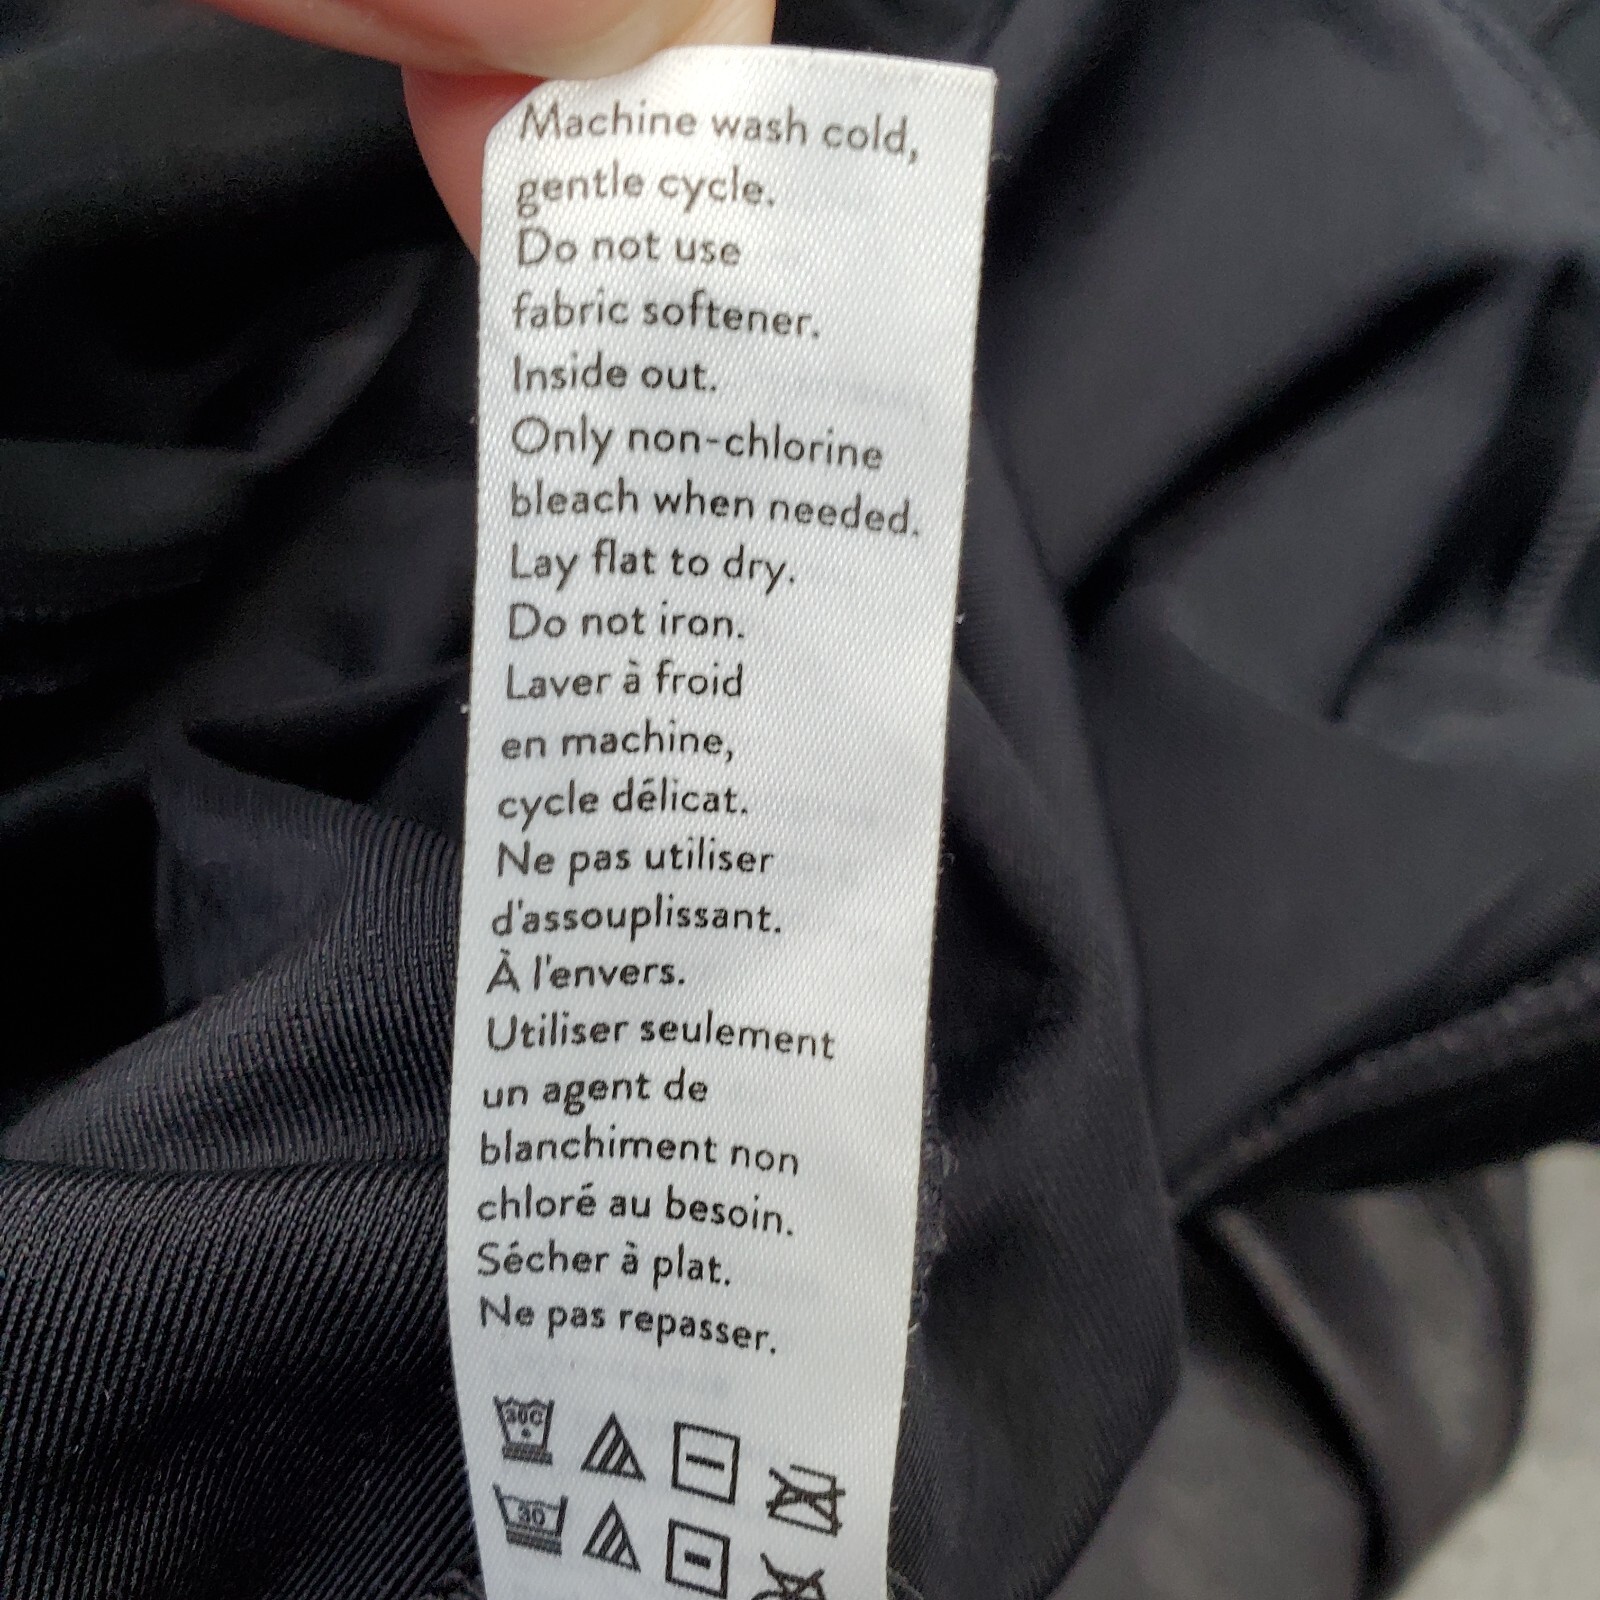 Machine wash cold,
gentle cycle.
Do not use
fabric softener.
Inside out.
Only non-chlorine
bleach when needed.
Lay flat to dry.
Do not iron.
Laver à froid
en machine,
cycle délicat.
Ne pas utiliser
d'assouplissant.
À l'envers.
Utiliser seulement
un agent de
blanchiment non
chloré au besoin.
Sécher à plat.
Ne pas repasser.
30C
30